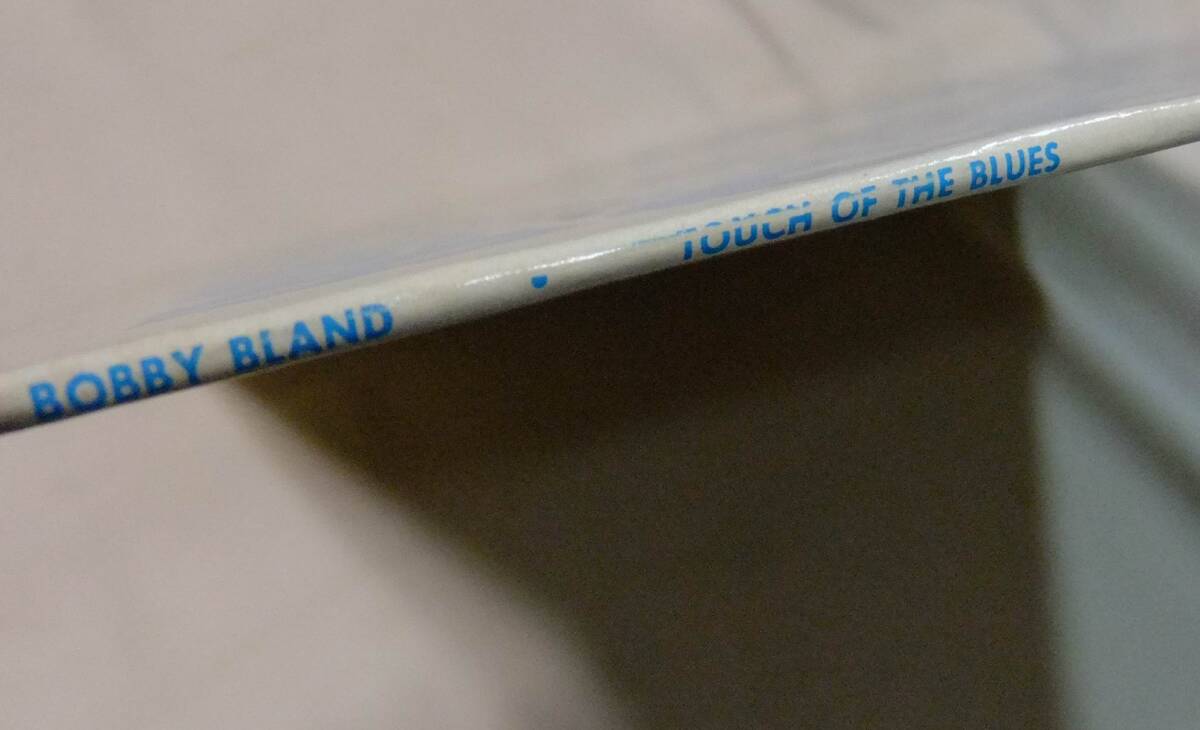 BOBBY BLAND • TOUCH OF THE BLUES